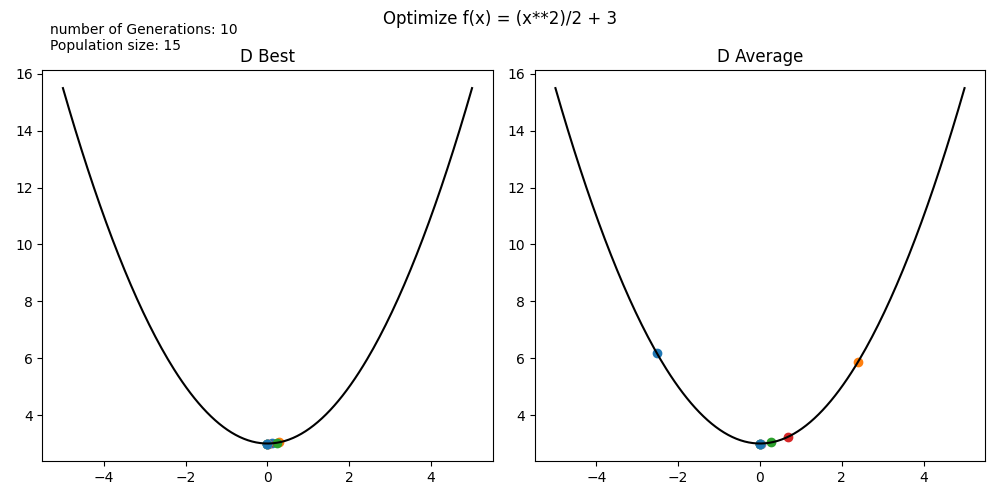 Optimize f(x) = (x**2)/2 + 3
number of Generations: 10
Population size: 15
D Best
16
14
12
10
8
6
4
−4 −2 0 2 4
D Average
16
14
12
10
8
6
4
−4 −2 0 2 4